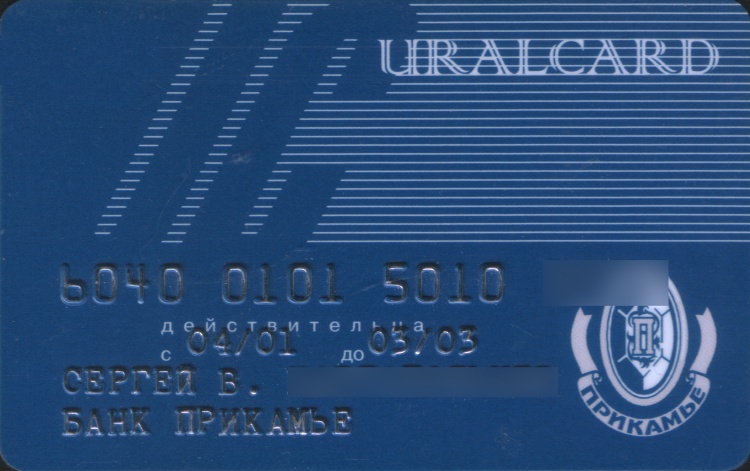 URALCARD
6040 0101 5010
действительна
с 04/01 до 03/03
СЕРГЕЙ В.
БАНК ПРИКАМЬЕ
П
ПРИКАМЬЕ